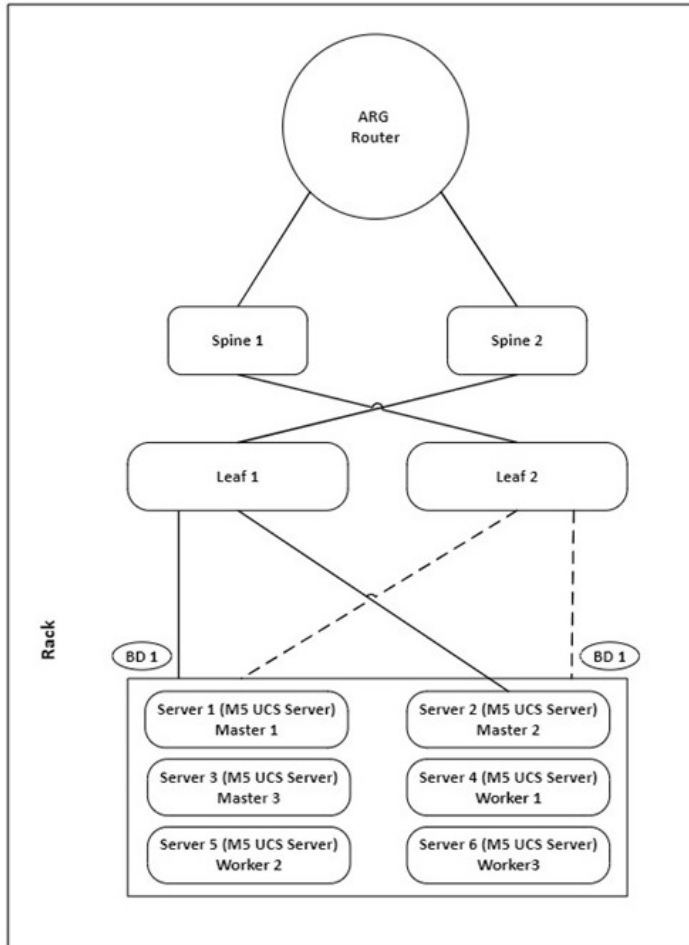 ARG
Router
Spine 1
Spine 2
Leaf 1
Leaf 2
Rack
BD 1
BD 1
Server 1 (M5 UCS Server)
Master 1
Server 2 (M5 UCS Server)
Master 2
Server 3 (M5 UCS Server)
Master 3
Server 4 (M5 UCS Server)
Worker 1
Server 5 (M5 UCS Server)
Worker 2
Server 6 (M5 UCS Server)
Worker3